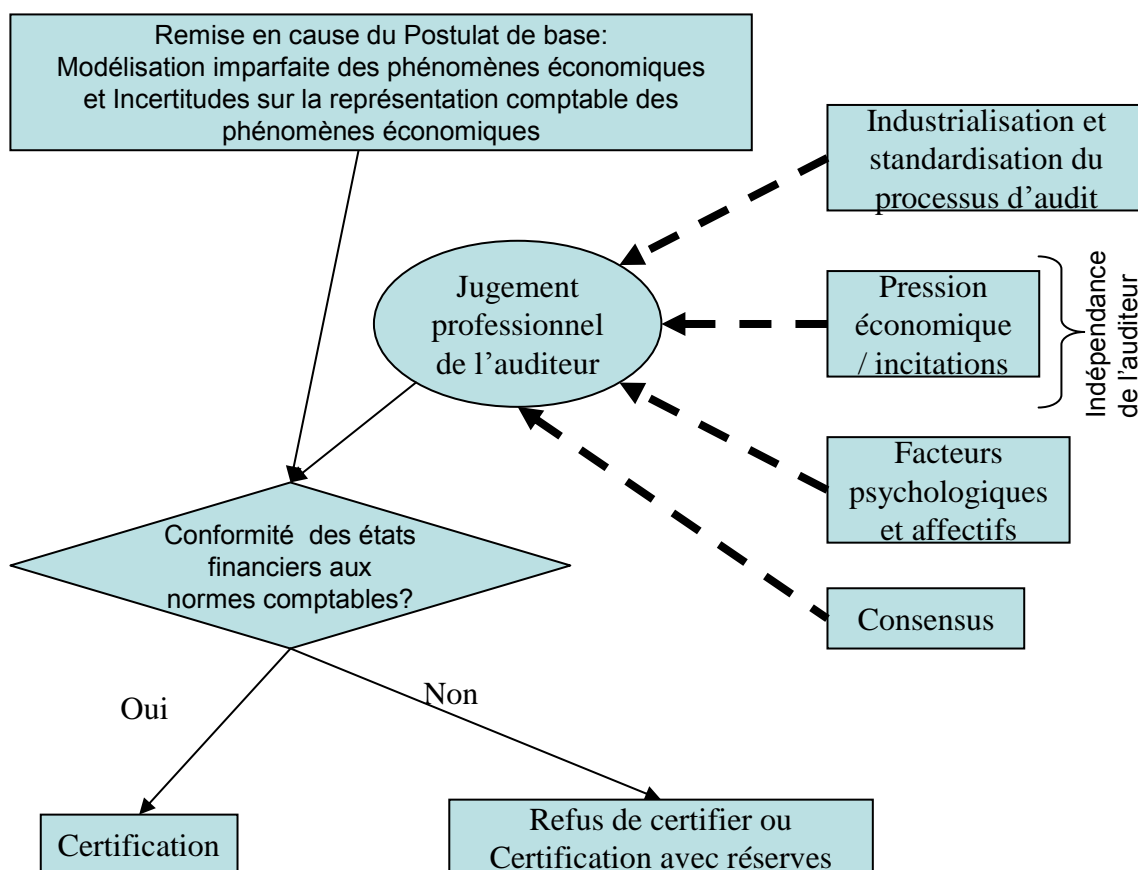 Remise en cause du Postulat de base:
Modélisation imparfaite des phénomènes économiques
et Incertitudes sur la représentation comptable des
phénomènes économiques
Industrialisation et
standardisation du
processus d’audit
Jugement
professionnel
de l’auditeur
Pression
économique
/ incitations
Indépendance
de l’auditeur
Facteurs
psychologiques
et affectifs
Consensus
Conformité des états
financiers aux
normes comptables?
Oui
Non
Certification
Refus de certifier ou
Certification avec réserves